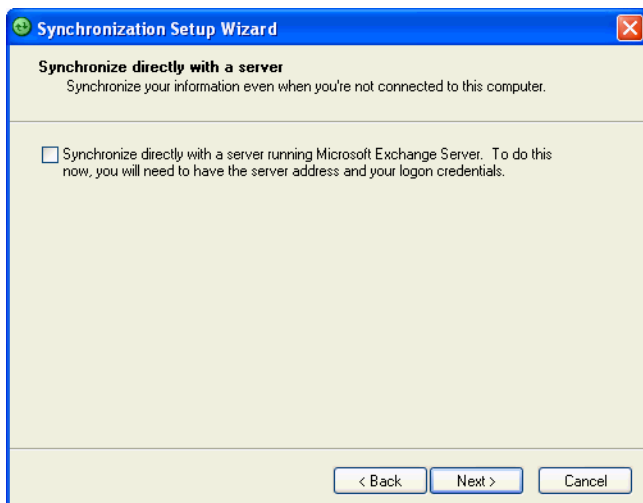 Synchronization Setup Wizard
Synchronize directly with a server
Synchronize your information even when you're not connected to this computer.
Synchronize directly with a server running Microsoft Exchange Server.  To do this
now, you will need to have the server address and your logon credentials.
< Back
Next >
Cancel